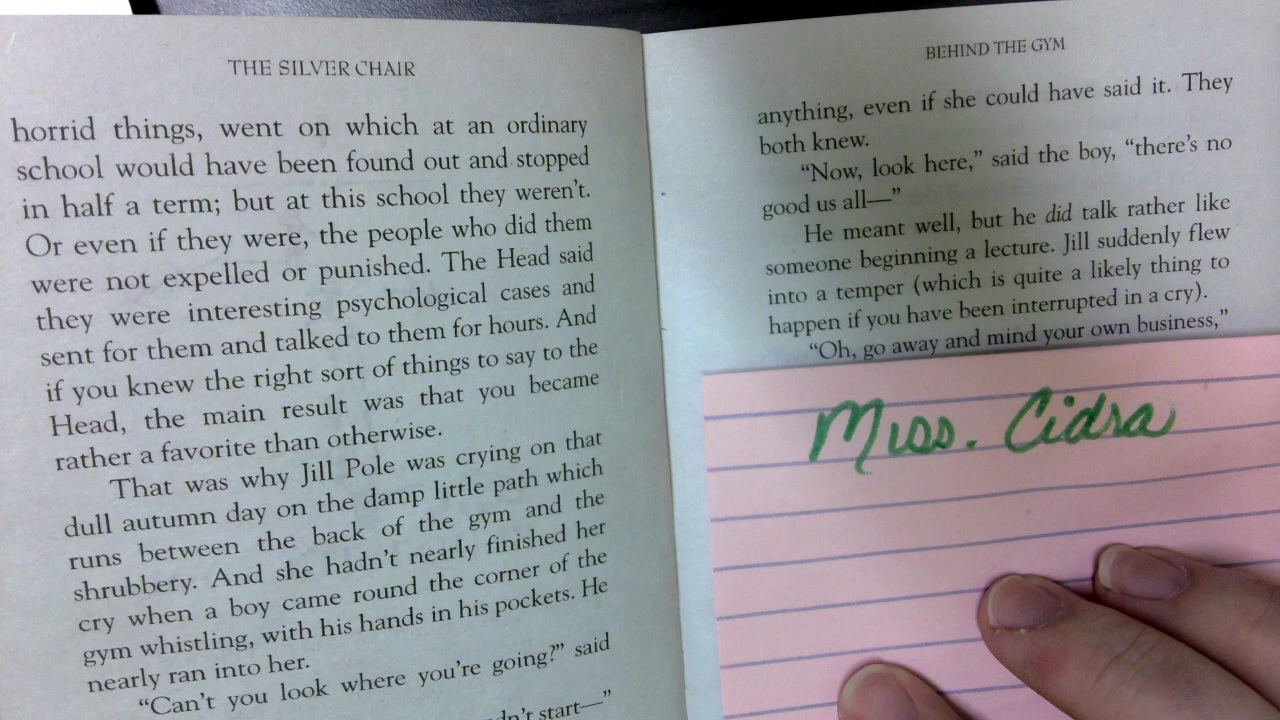 THE SILVER CHAIR
horrid things, went on which at an ordinary
school would have been found out and stopped
in half a term; but at this school they weren't.
Or even if they were, the people who did them
were not expelled or punished. The Head said
they were interesting psychological cases and
sent for them and talked to them for hours. And
if you knew the right sort of things to say to the
Head, the main result was that you became
rather a favorite than otherwise.
That was why Jill Pole was crying on that
dull autumn day on the damp little path which
runs between the back of the gym and the
shrubbery. And she hadn't nearly finished her
cry when a boy came round the corner of the
gym whistling, with his hands in his pockets. He
nearly ran into her.
"Can't you look where you're going?" said
start—"
BEHIND THE GYM
anything, even if she could have said it. They
both knew.
"Now, look here," said the boy, "there's no
good us all—"
He meant well, but he did talk rather like
someone beginning a lecture. Jill suddenly flew
into a temper (which is quite a likely thing to
happen if you have been interrupted in a cry).
"Oh, go away and mind your own business,"
Miss. Cidra